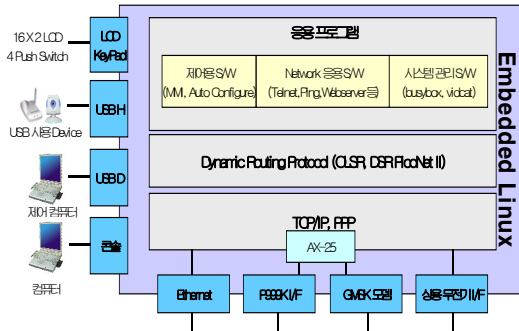 16 X 2 LCD
4 Push Switch
LCD
KeyPad
응용 프로그램
제어용 S/W
(MMI, Auto Configure)
Network 응용 S/W
(Telnet, Ping, Webserver 등)
시스템 관리 S/W
(busybox, vidcat)
USB H
USB 사용 Device
Embedded Linux
Dynamic Routing Protocol (OLSR, DSR PicoNet II)
USB D
제어 컴퓨터
TCP/IP, PPP
AX-25
콘솔
컴퓨터
Ethernet
P999K I/F
GMSK 모뎀
상용 무전기 I/F